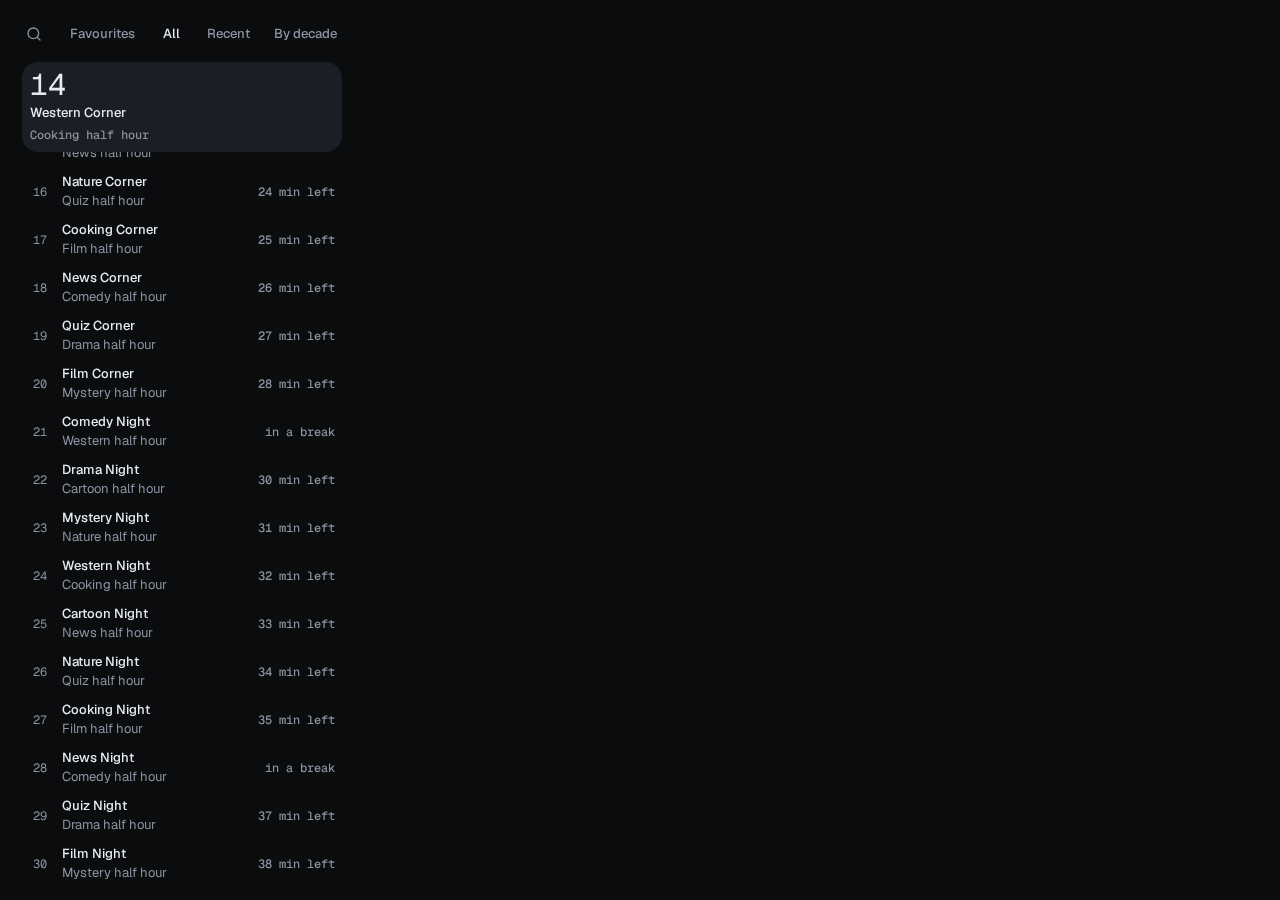 Favourites All Recent By decade
14
Western Corner
Cooking half hour
News half hour
16 Nature Corner 24 min left
Quiz half hour
17 Cooking Corner 25 min left
Film half hour
18 News Corner 26 min left
Comedy half hour
19 Quiz Corner 27 min left
Drama half hour
20 Film Corner 28 min left
Mystery half hour
21 Comedy Night in a break
Western half hour
22 Drama Night 30 min left
Cartoon half hour
23 Mystery Night 31 min left
Nature half hour
24 Western Night 32 min left
Cooking half hour
25 Cartoon Night 33 min left
News half hour
26 Nature Night 34 min left
Quiz half hour
27 Cooking Night 35 min left
Film half hour
28 News Night in a break
Comedy half hour
29 Quiz Night 37 min left
Drama half hour
30 Film Night 38 min left
Mystery half hour